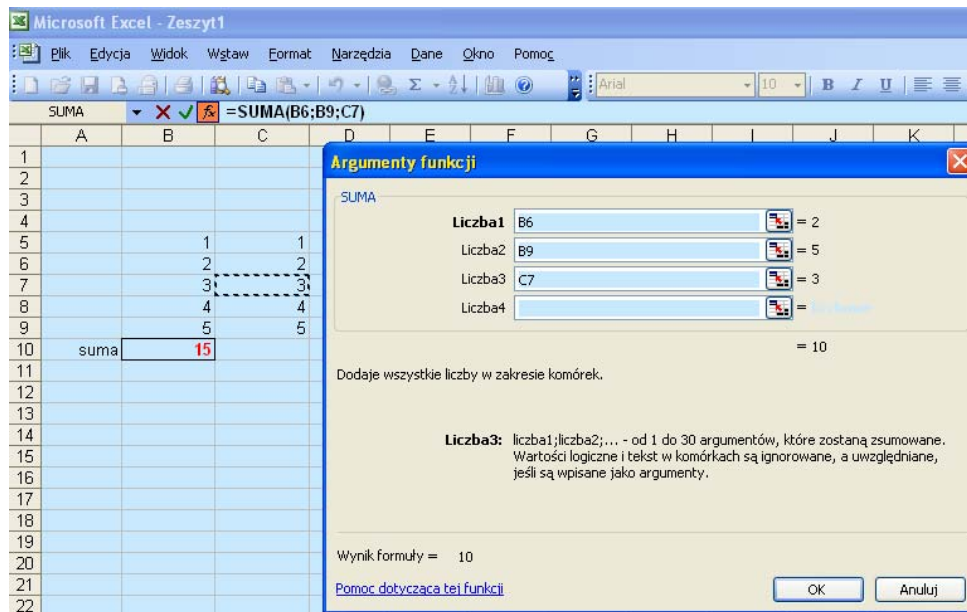 Microsoft Excel - Zeszyt1
Plik Edycja Widok Wstaw Format Narzędzia Dane Okno Pomoc
Arial 10 B I U
SUMA =SUMA(B6;B9;C7)
A B C D E F G H I J K
Argumenty funkcji
SUMA
Liczba1 B6 = 2
Liczba2 B9 = 5
Liczba3 C7 = 3
Liczba4 =
= 10
Dodaje wszystkie liczby w zakresie komórek.
Liczba3: liczba1;liczba2;... - od 1 do 30 argumentów, które zostaną zsumowane.
Wartości logiczne i tekst w komórkach są ignorowane, a uwzględniane,
jeśli są wpisane jako argumenty.
Wynik formuły = 10
Pomoc dotycząca tej funkcji OK Anuluj
1
2
3
4
5 1 1
6 2 2
7 3 3
8 4 4
9 5 5
10 suma 15
11
12
13
14
15
16
17
18
19
20
21
22